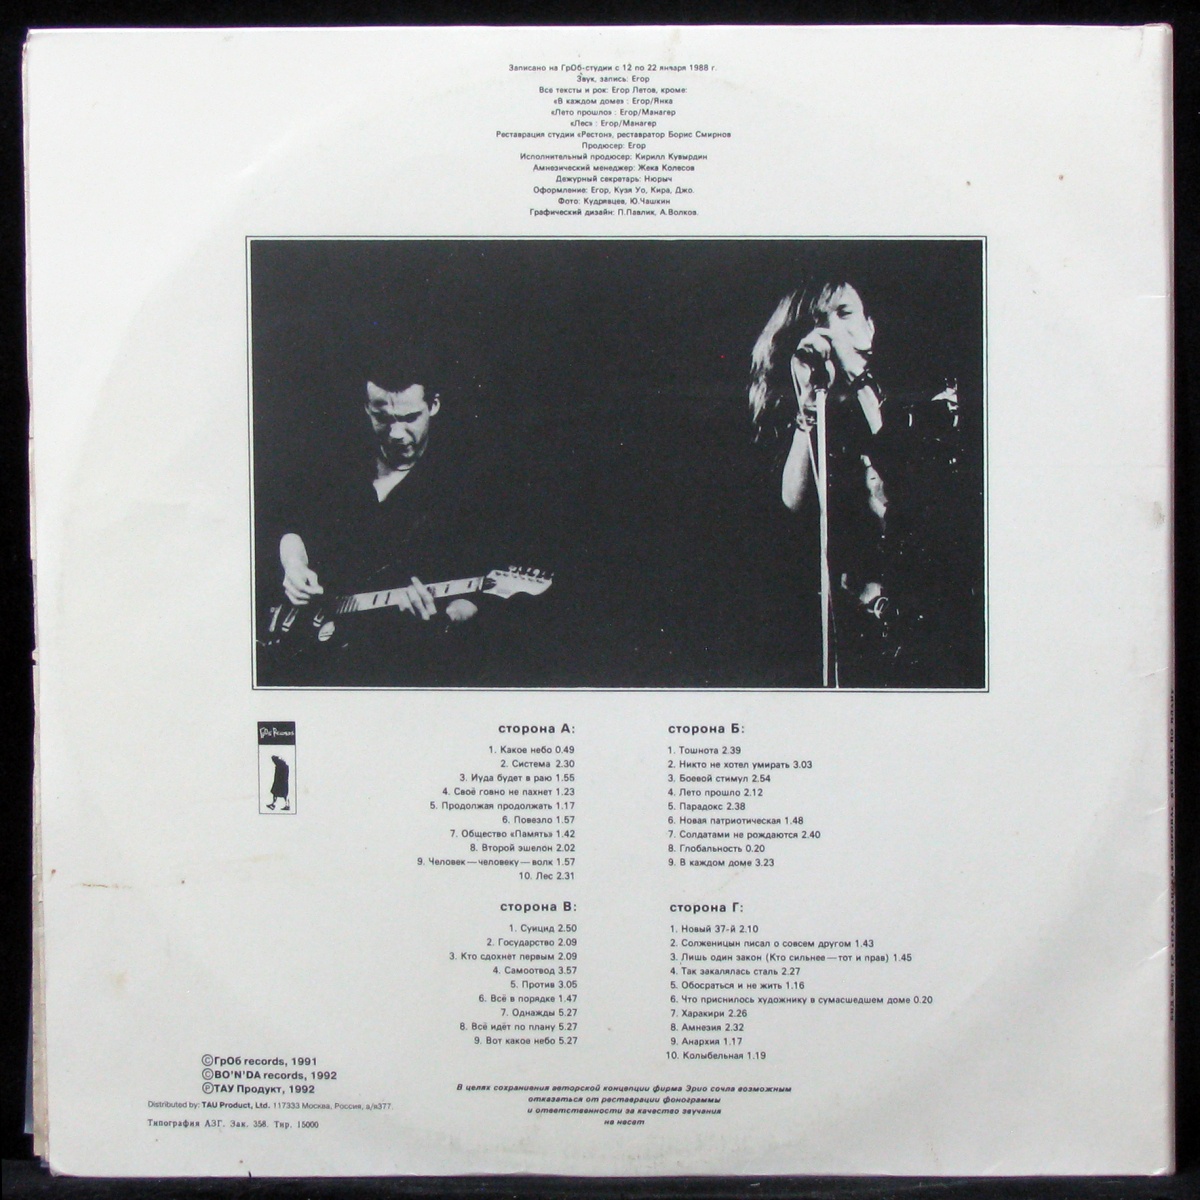 Записано на ГрОб-студии с 12 по 22 января 1988 г.
Звук, запись: Егор
Все тексты и рок: Егор Летов, кроме:
«В каждом доме» : Егор/Янка
«Лето прошло» : Егор/Манагер
«Лес» : Егор/Манагер
Реставрация студии «Рестон», реставратор Борис Смирнов
Продюсер: Егор
Исполнительный продюсер: Кирилл Кувырдин
Амнезический менеджер: Жека Колесов
Дежурный секретарь: Нюрыч
Оформление: Егор, Кузя Уо, Кира, Джо.
Фото: Кудрявцев, Ю.Чашкин
Графический дизайн: П.Павлик, А.Волков.
сторона А:
1. Какое небо 0.49
2. Система 2.30
3. Иуда будет в раю 1.55
4. Своё говно не пахнет 1.23
5. Продолжая продолжать 1.17
6. Повезло 1.57
7. Общество «Память» 1.42
8. Второй эшелон 2.02
9. Человек — человеку — волк 1.57
10. Лес 2.31
сторона Б:
1. Тошнота 2.39
2. Никто не хотел умирать 3.03
3. Боевой стимул 2.54
4. Лето прошло 2.12
5. Парадокс 2.38
6. Новая патриотическая 1.48
7. Солдатами не рождаются 2.40
8. Глобальность 0.20
9. В каждом доме 3.23
сторона В:
1. Суицид 2.50
2. Государство 2.09
3. Кто сдохнет первым 2.09
4. Самоотвод 3.57
5. Против 3.05
6. Всё в порядке 1.47
7. Однажды 5.27
8. Всё идёт по плану 5.27
9. Вот какое небо 5.27
сторона Г:
1. Новый 37-й 2.10
2. Солженицын писал о совсем другом 1.43
3. Лишь один закон (Кто сильнее — тот и прав) 1.45
4. Так закалялась сталь 2.27
5. Обосраться и не жить 1.16
6. Что приснилось художнику в сумасшедшем доме 0.20
7. Харакири 2.26
8. Амнезия 2.32
9. Анархия 1.17
10. Колыбельная 1.19
©ГрОб records, 1991
©BO'N'DA records, 1992
℗ТАУ Продукт, 1992
Distributed by: TAU Product, Ltd. 117333 Москва, Россия, а/я377.
Типография АЗГ. Зак. 358. Тир. 15000
В целях сохранивния авторской концепции фирма Эрио сочла возможным
отказаться от реставрации фонограммы
и ответственности за качество звучания
не несет